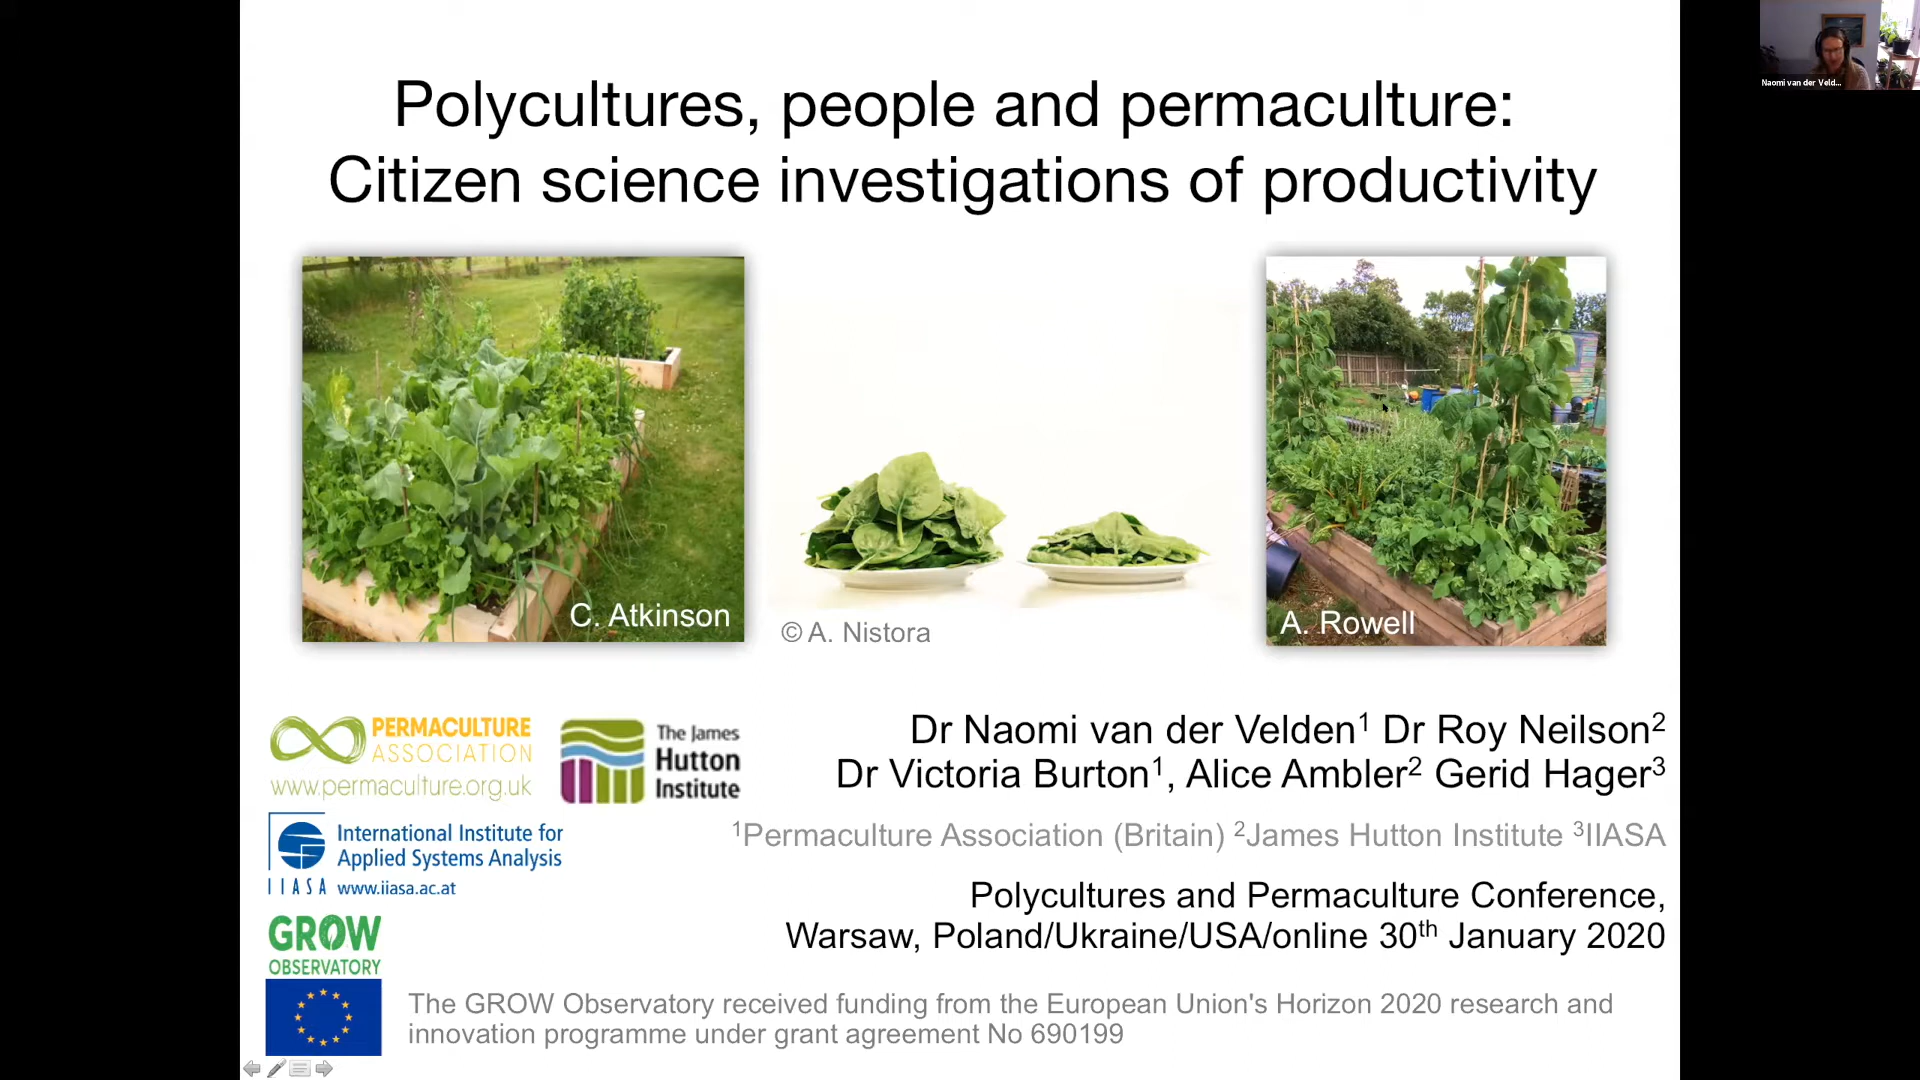 Naomi van der Veld...
Polycultures, people and permaculture:
Citizen science investigations of productivity
C. Atkinson
© A. Nistora
A. Rowell
PERMACULTURE
ASSOCIATION
www.permaculture.org.uk
The James
Hutton
Institute
Dr Naomi van der Velden¹ Dr Roy Neilson²
Dr Victoria Burton¹, Alice Ambler² Gerid Hager³
¹Permaculture Association (Britain) ²James Hutton Institute ³IIASA
International Institute for
Applied Systems Analysis
IIASA www.iiasa.ac.at
Polycultures and Permaculture Conference,
Warsaw, Poland/Ukraine/USA/online 30th January 2020
GROW
OBSERVATORY
The GROW Observatory received funding from the European Union's Horizon 2020 research and
innovation programme under grant agreement No 690199